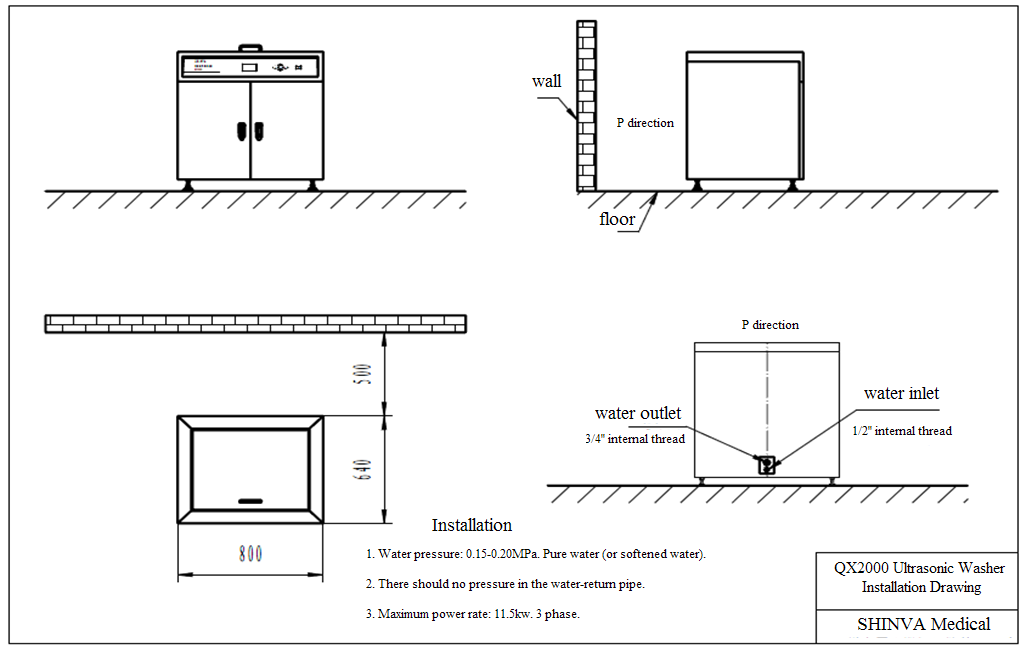 wall
P direction
floor
P direction
500
water inlet
water outlet
1/2" internal thread
3/4" internal thread
640
Installation
800
1. Water pressure: 0.15-0.20MPa. Pure water (or softened water).
2. There should no pressure in the water-return pipe.
3. Maximum power rate: 11.5kw. 3 phase.
QX2000 Ultrasonic Washer
Installation Drawing
SHINVA Medical